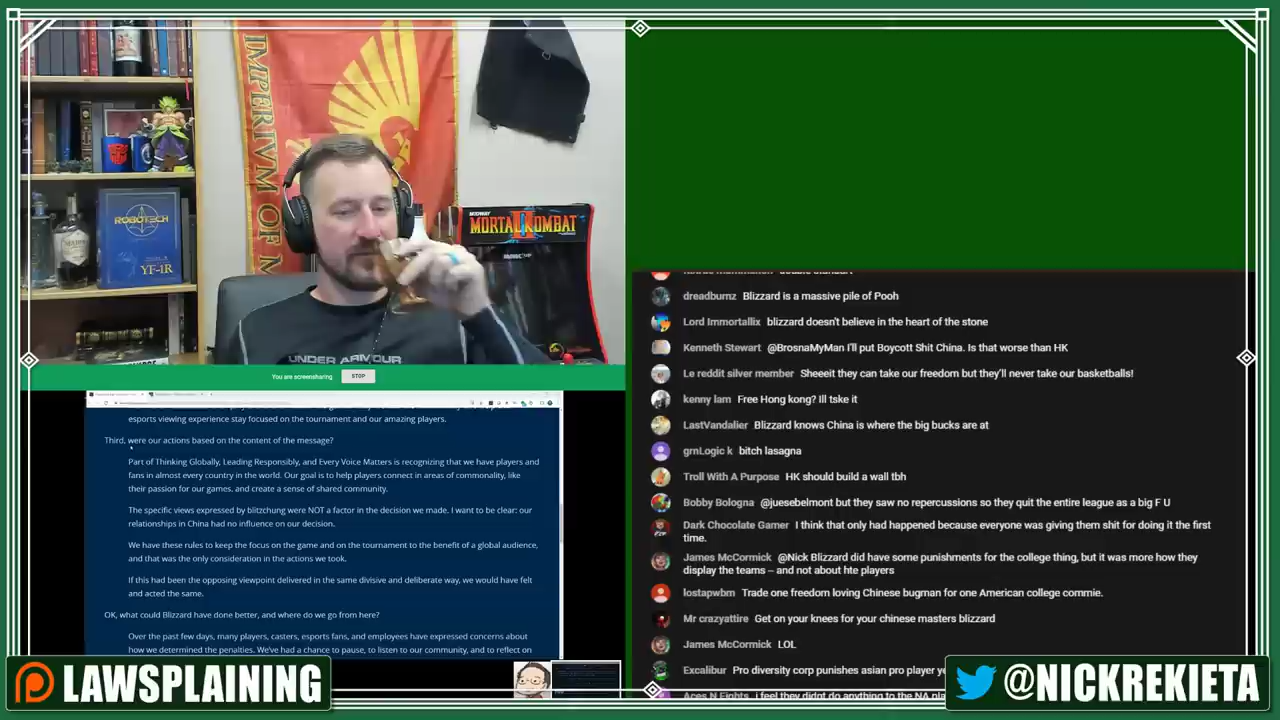 IMPERIVM OF M
ROBOTECH
YF-1R
MIDWAY
MORTAL KOMBAT
II
UNDER ARMOUR
You are screensharing STOP
esports viewing experience stay focused on the tournament and our amazing players.
Third, were our actions based on the content of the message?
Part of Thinking Globally, Leading Responsibly, and Every Voice Matters is recognizing that we have players and
fans in almost every country in the world. Our goal is to help players connect in areas of commonality, like
their passion for our games, and create a sense of shared community.
The specific views expressed by blitzchung were NOT a factor in the decision we made. I want to be clear: our
relationships in China had no influence on our decision.
We have these rules to keep the focus on the game and on the tournament to the benefit of a global audience,
and that was the only consideration in the actions we took.
If this had been the opposing viewpoint delivered in the same divisive and deliberate way, we would have felt
and acted the same.
OK, what could Blizzard have done better, and where do we go from here?
Over the past few days, many players, casters, esports fans, and employees have expressed concerns about
how we determined the penalties. We've had a chance to pause, to listen to our community, and to reflect on
dreadburnz Blizzard is a massive pile of Pooh
Lord Immortallix blizzard doesn't believe in the heart of the stone
Kenneth Stewart @BrosnaMyMan I'll put Boycott Shit China. Is that worse than HK
Le reddit silver member Sheeeit they can take our freedom but they'll never take our basketballs!
kenny lam Free Hong kong? Ill tske it
LastVandalier Blizzard knows China is where the big bucks are at
grnLogic k bitch lasagna
Troll With A Purpose HK should build a wall tbh
Bobby Bologna @juesebelmont but they saw no repercussions so they quit the entire league as a big F U
Dark Chocolate Gamer I think that only had happened because everyone was giving them shit for doing it the first
time.
James McCormick @Nick Blizzard did have some punishments for the college thing, but it was more how they
display the teams – and not about hte players
lostapwbm Trade one freedom loving Chinese bugman for one American college commie.
Mr crazyattire Get on your knees for your chinese masters blizzard
James McCormick LOL
Excalibur Pro diversity corp punishes asian pro player
Aces N Eights i feel they didnt do anything to the NA
LAWSPLAINING
@NICKREKIETA